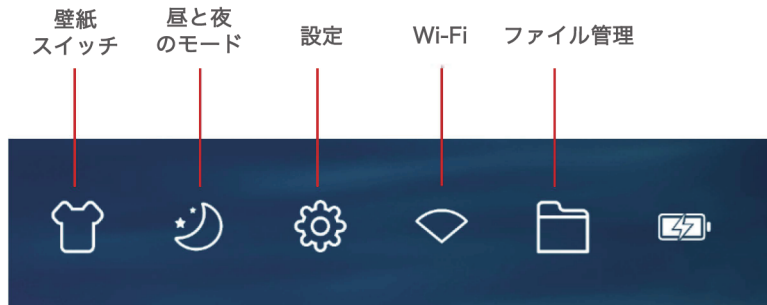 壁紙
スイッチ
昼と夜
のモード
設定
Wi-Fi
ファイル管理